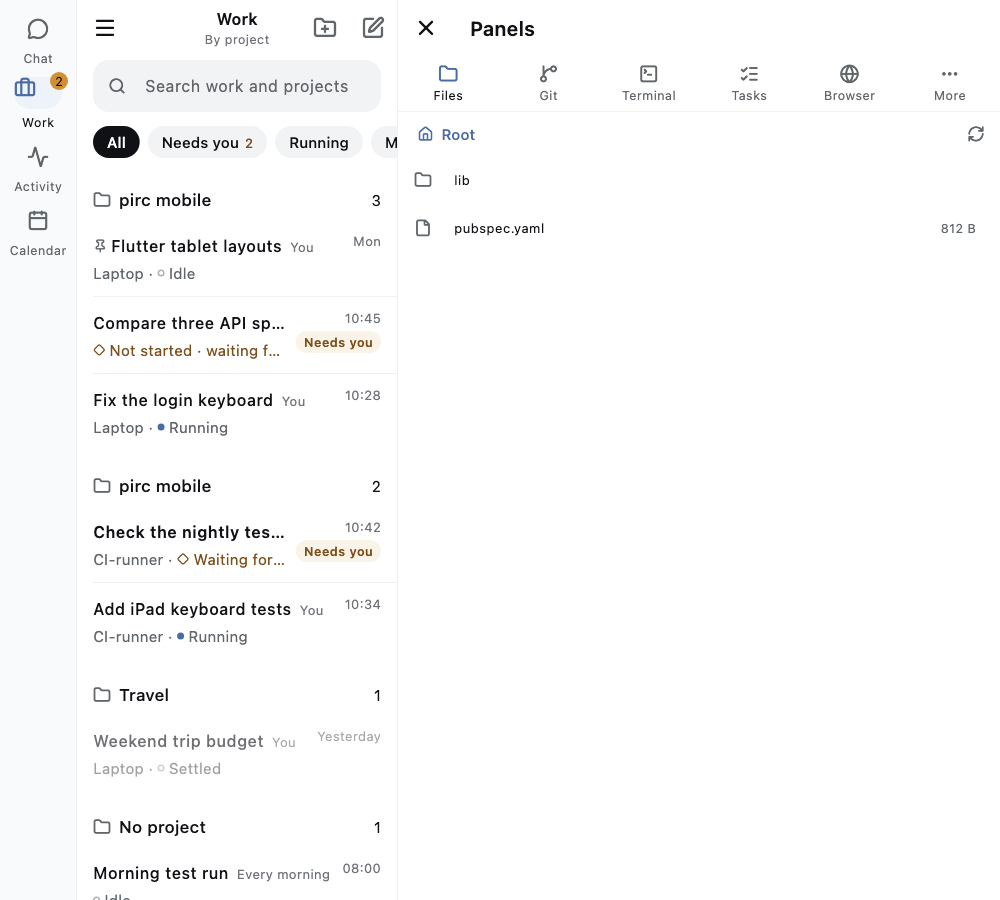 Chat
2
Work
Activity
Calendar
Work
By project
Search work and projects
All
Needs you 2
Running
M
pirc mobile 3
Flutter tablet layouts You Mon
Laptop · Idle
Compare three API sp... 10:45
Not started · waiting f... Needs you
Fix the login keyboard You 10:28
Laptop · Running
pirc mobile 2
Check the nightly tes... 10:42
CI-runner · Waiting for... Needs you
Add iPad keyboard tests You 10:34
CI-runner · Running
Travel 1
Weekend trip budget You Yesterday
Laptop · Settled
No project 1
Morning test run Every morning 08:00
Idle
Panels
Files
Git
Terminal
Tasks
Browser
More
Root
lib
pubspec.yaml 812 B